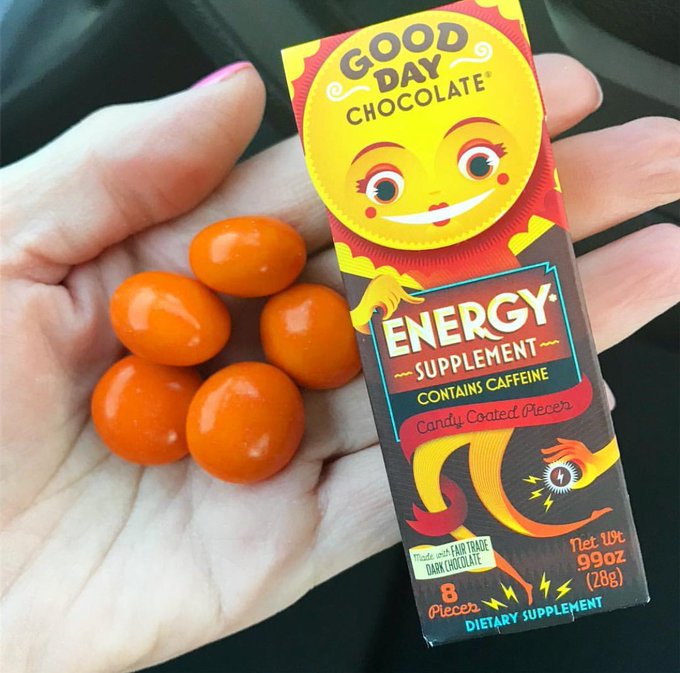 GOOD
DAY
CHOCOLATE®
ENERGY*
SUPPLEMENT
CONTAINS CAFFEINE
Candy Coated Pieces
Made with FAIR TRADE
DARK CHOCOLATE
8
Pieces
Net Wt
.99oz
(28g)
DIETARY SUPPLEMENT